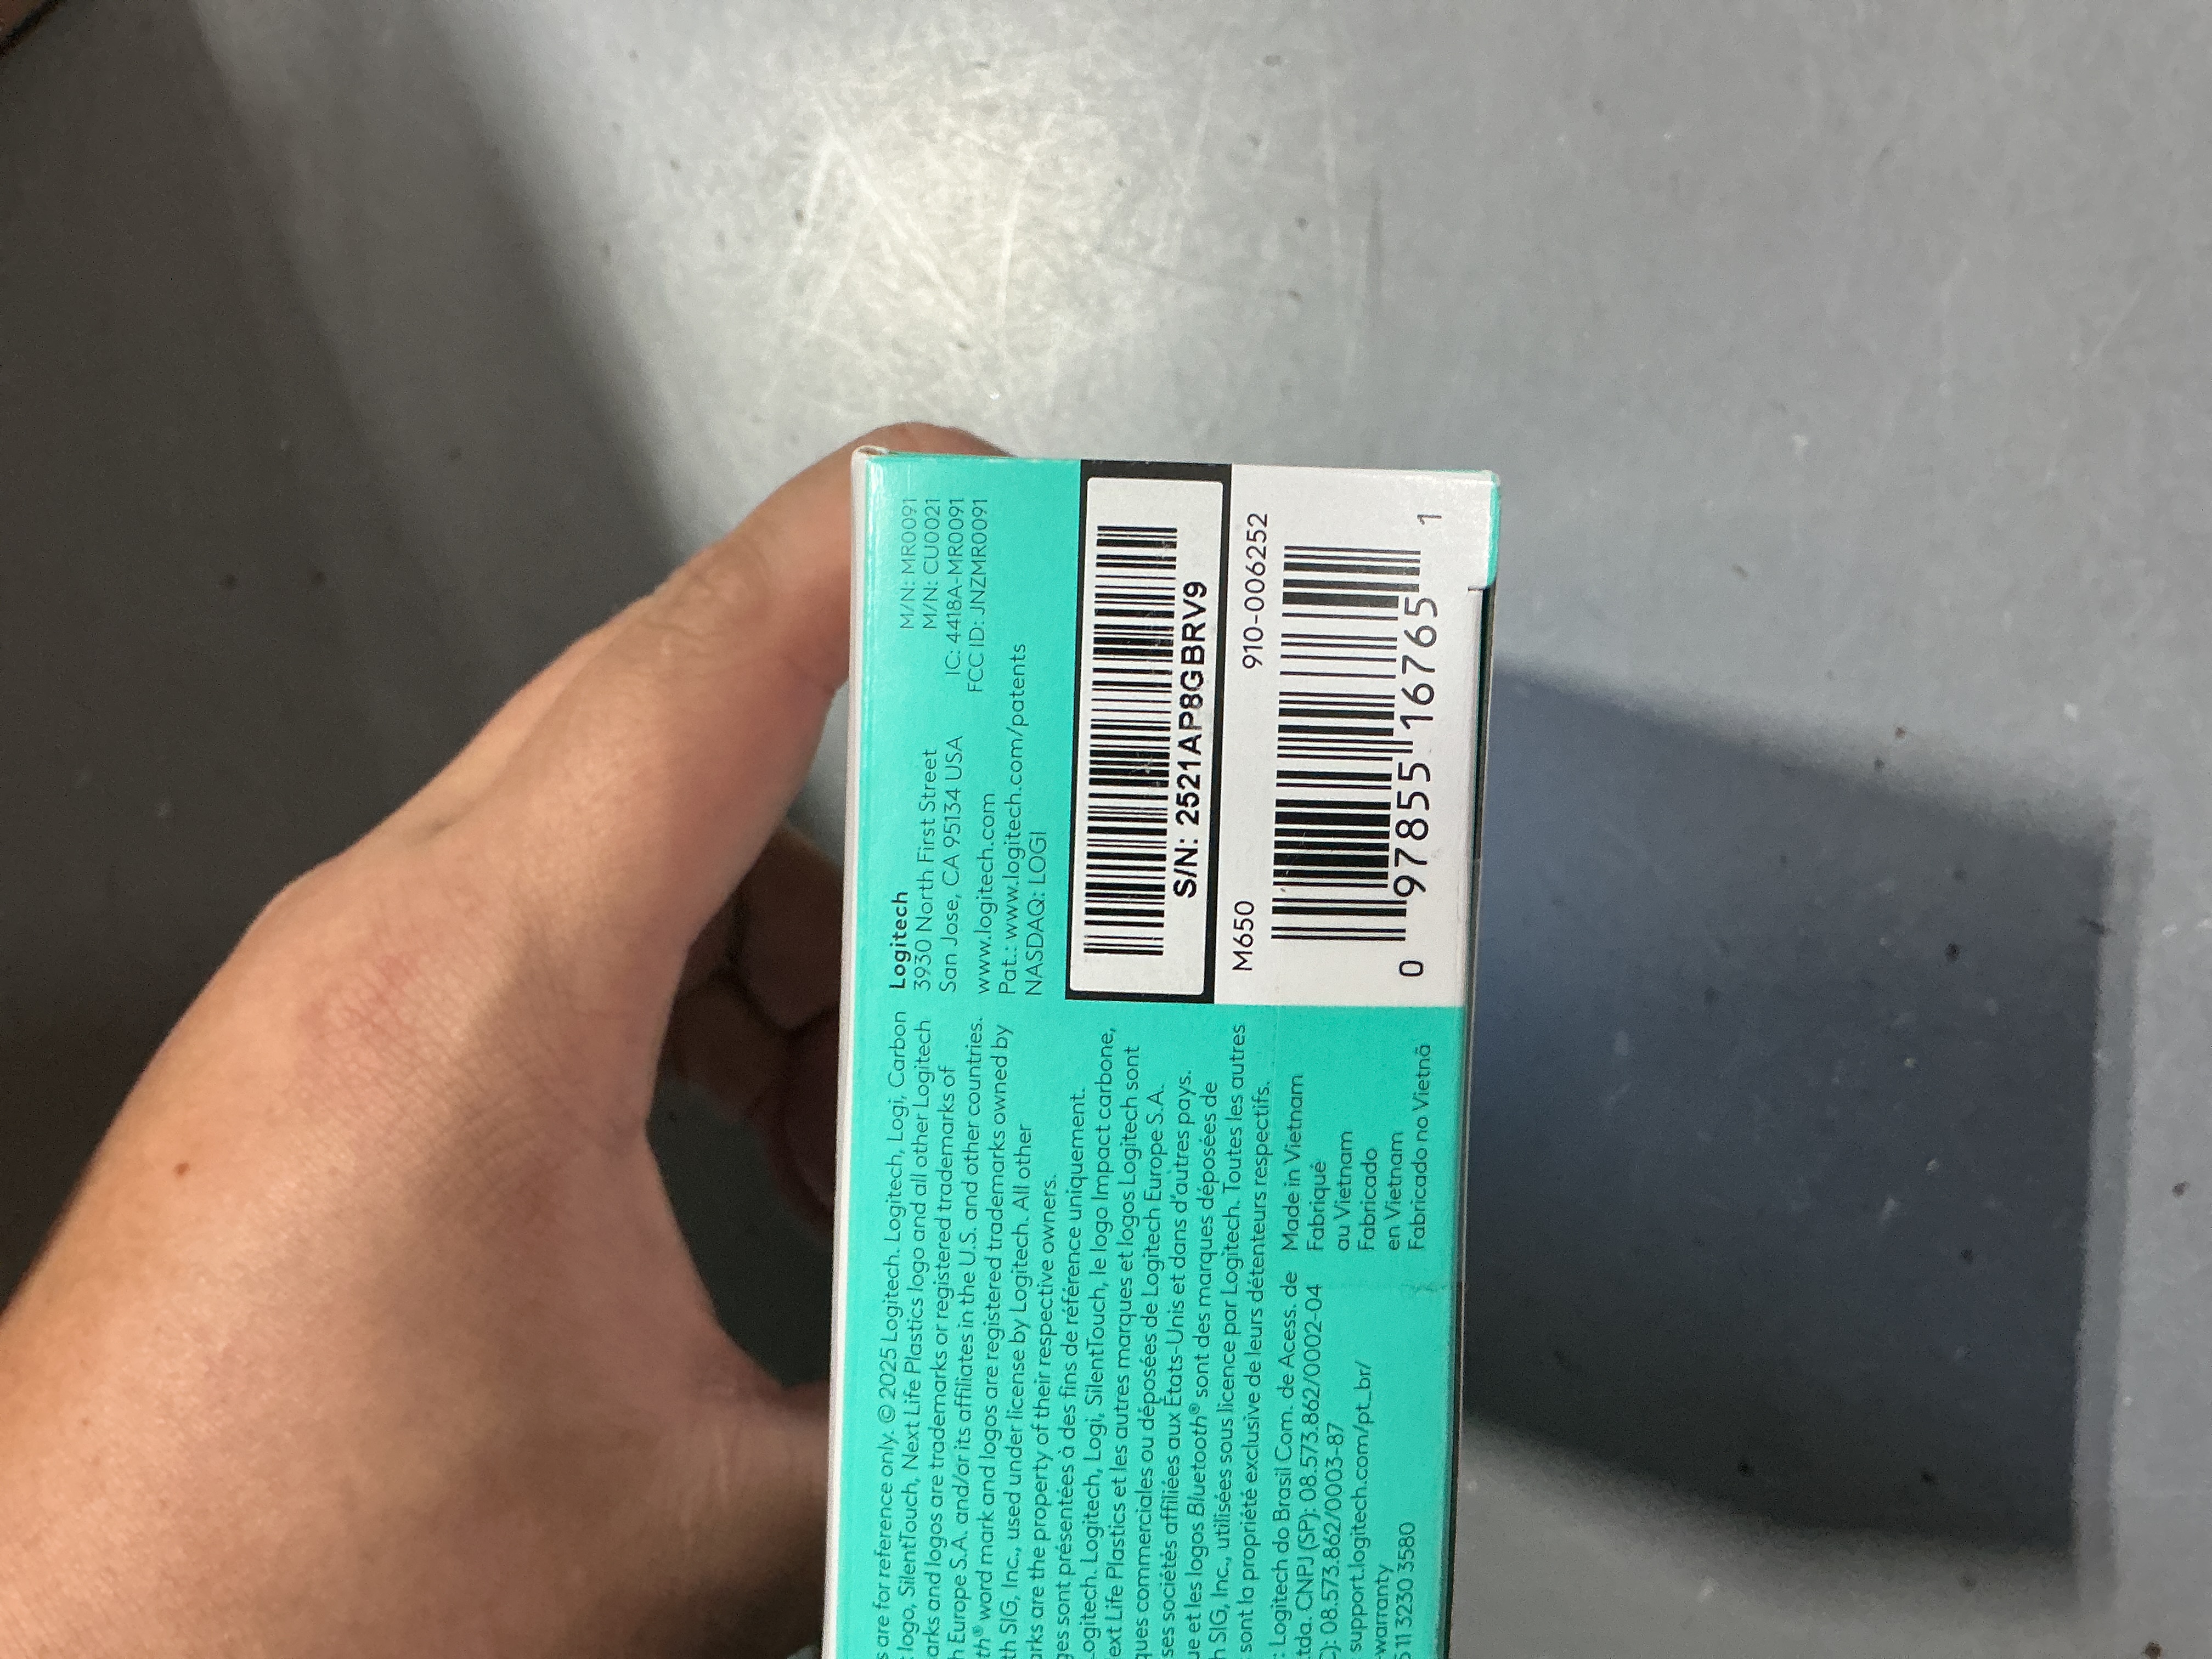 s are for reference only. © 2025 Logitech. Logitech, Logi, Carbon
logo, SilentTouch, Next Life Plastics logo and all other Logitech
arks and logos are trademarks or registered trademarks of
h Europe S.A. and/or its affiliates in the U.S. and other countries.
th® word mark and logos are registered trademarks owned by
th SIG, Inc., used under license by Logitech. All other
arks are the property of their respective owners.
ges sont présentées à des fins de référence uniquement.
ogitech. Logitech, Logi, SilentTouch, le logo Impact carbone,
ext Life Plastics et les autres marques et logos Logitech sont
ques commerciales ou déposées de Logitech Europe S.A.
ses sociétés affiliées aux États-Unis et dans d'autres pays.
ue et les logos Bluetooth® sont des marques déposées de
h SIG, Inc., utilisées sous licence par Logitech. Toutes les autres
sont la propriété exclusive de leurs détenteurs respectifs.
: Logitech do Brasil Com. de Acess. de
tda. CNPJ (SP): 08.573.862/0002-04
): 08.573.862/0003-87
support.logitech.com/pt_br/
warranty
11 3230 3580
Made in Vietnam
Fabriqué
au Vietnam
Fabricado
en Vietnam
Fabricado no Vietnã
Logitech
3930 North First Street
San Jose, CA 95134 USA
www.logitech.com
Pat.: www.logitech.com/patents
NASDAQ: LOGI
M/N: MR0091
M/N: CU0021
IC: 4418A-MR0091
FCC ID: JNZMR0091
S/N: 2521AP8GBRV9
M650 910-006252
0 97855 16765 1